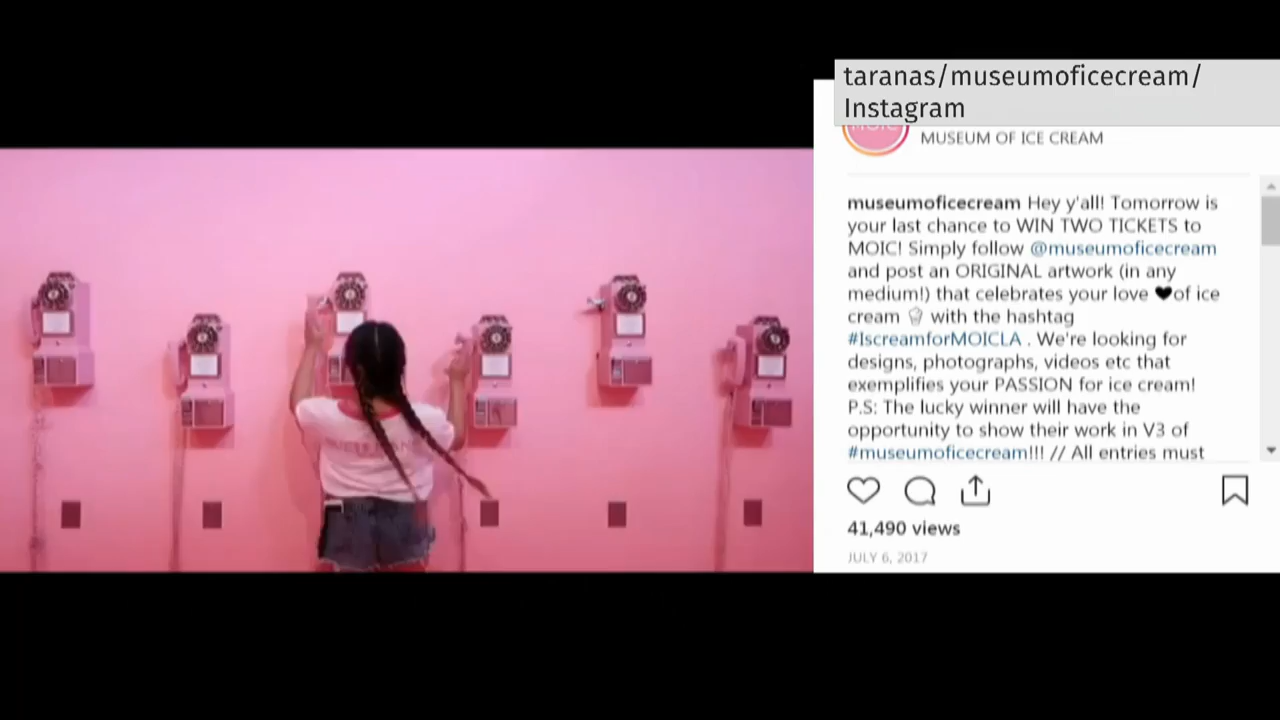 taranas/museumoficecream/
Instagram
MOIC
MUSEUM OF ICE CREAM
museumoficecream Hey y'all! Tomorrow is
your last chance to WIN TWO TICKETS to
MOIC! Simply follow @museumoficecream
and post an ORIGINAL artwork (in any
medium!) that celebrates your love 🖤of ice
cream 🍦 with the hashtag
#IscreamforMOICLA . We're looking for
designs, photographs, videos etc that
exemplifies your PASSION for ice cream!
P.S: The lucky winner will have the
opportunity to show their work in V3 of
#museumoficecream!!! // All entries must
41,490 views
JULY 6, 2017